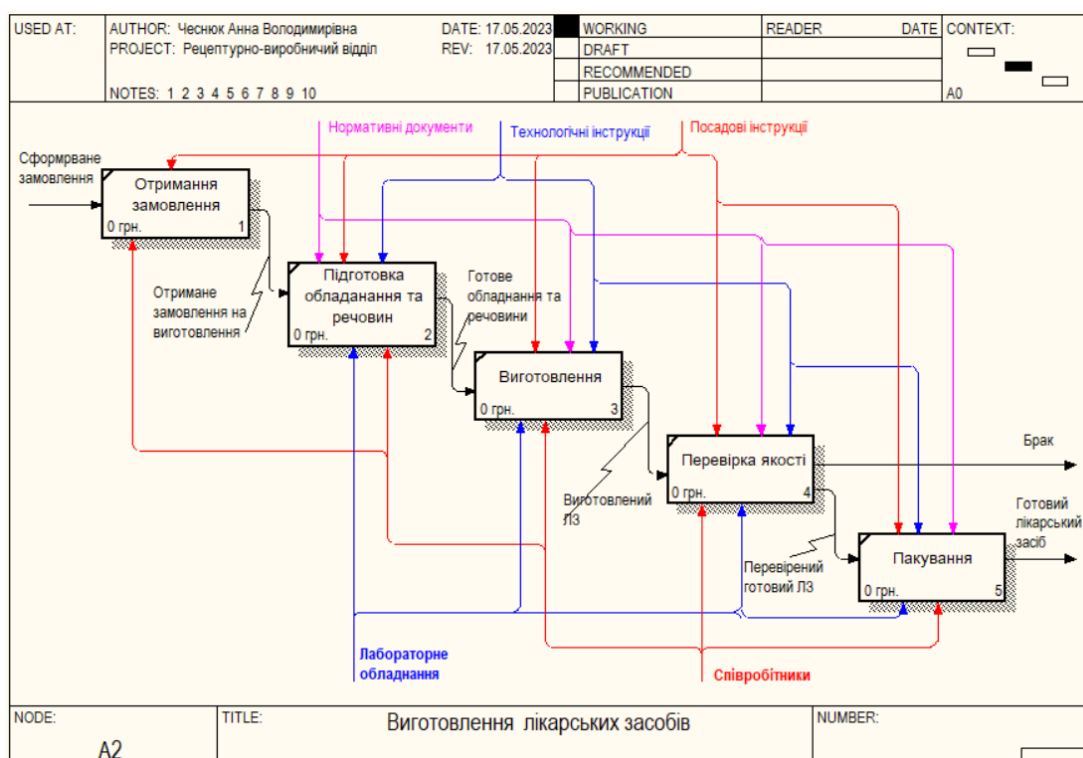 USED AT:
AUTHOR: Чеснюк Анна Володимирівна
DATE: 17.05.2023
PROJECT: Рецептурно-виробничий відділ
REV: 17.05.2023
NOTES: 1 2 3 4 5 6 7 8 9 10
WORKING
DRAFT
RECOMMENDED
PUBLICATION
READER
DATE
CONTEXT:
A0
Нормативні документи
Технологічні інструкції
Посадові інструкції
Сформрване
замовлення
Отримання
замовлення
0 грн.
1
Отримане
замовлення на
виготовлення
Підготовка
обладанання та
речовин
0 грн.
2
Готове
обладнання та
речовини
Виготовлення
0 грн.
3
Виготовлений
ЛЗ
Перевірка якості
0 грн.
4
Брак
Перевірений
готовий ЛЗ
Готовий
лікарський
засіб
Пакування
0 грн.
5
Лабораторне
обладнання
Співробітники
NODE:
A2
TITLE:
Виготовлення лікарських засобів
NUMBER: